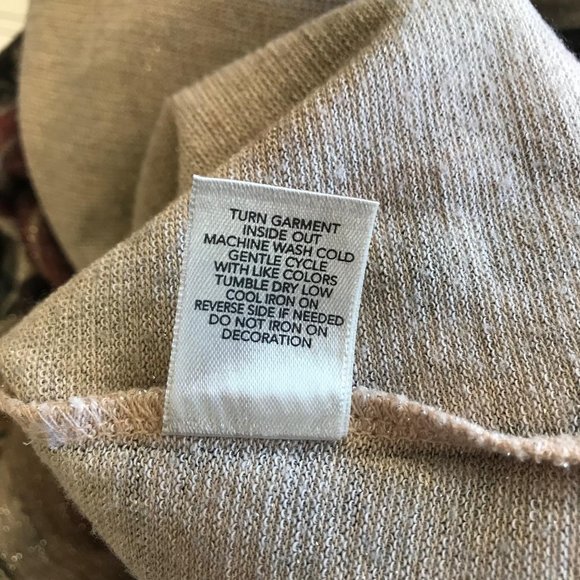 TURN GARMENT
INSIDE OUT
MACHINE WASH COLD
GENTLE CYCLE
WITH LIKE COLORS
TUMBLE DRY LOW
COOL IRON ON
REVERSE SIDE IF NEEDED
DO NOT IRON ON
DECORATION